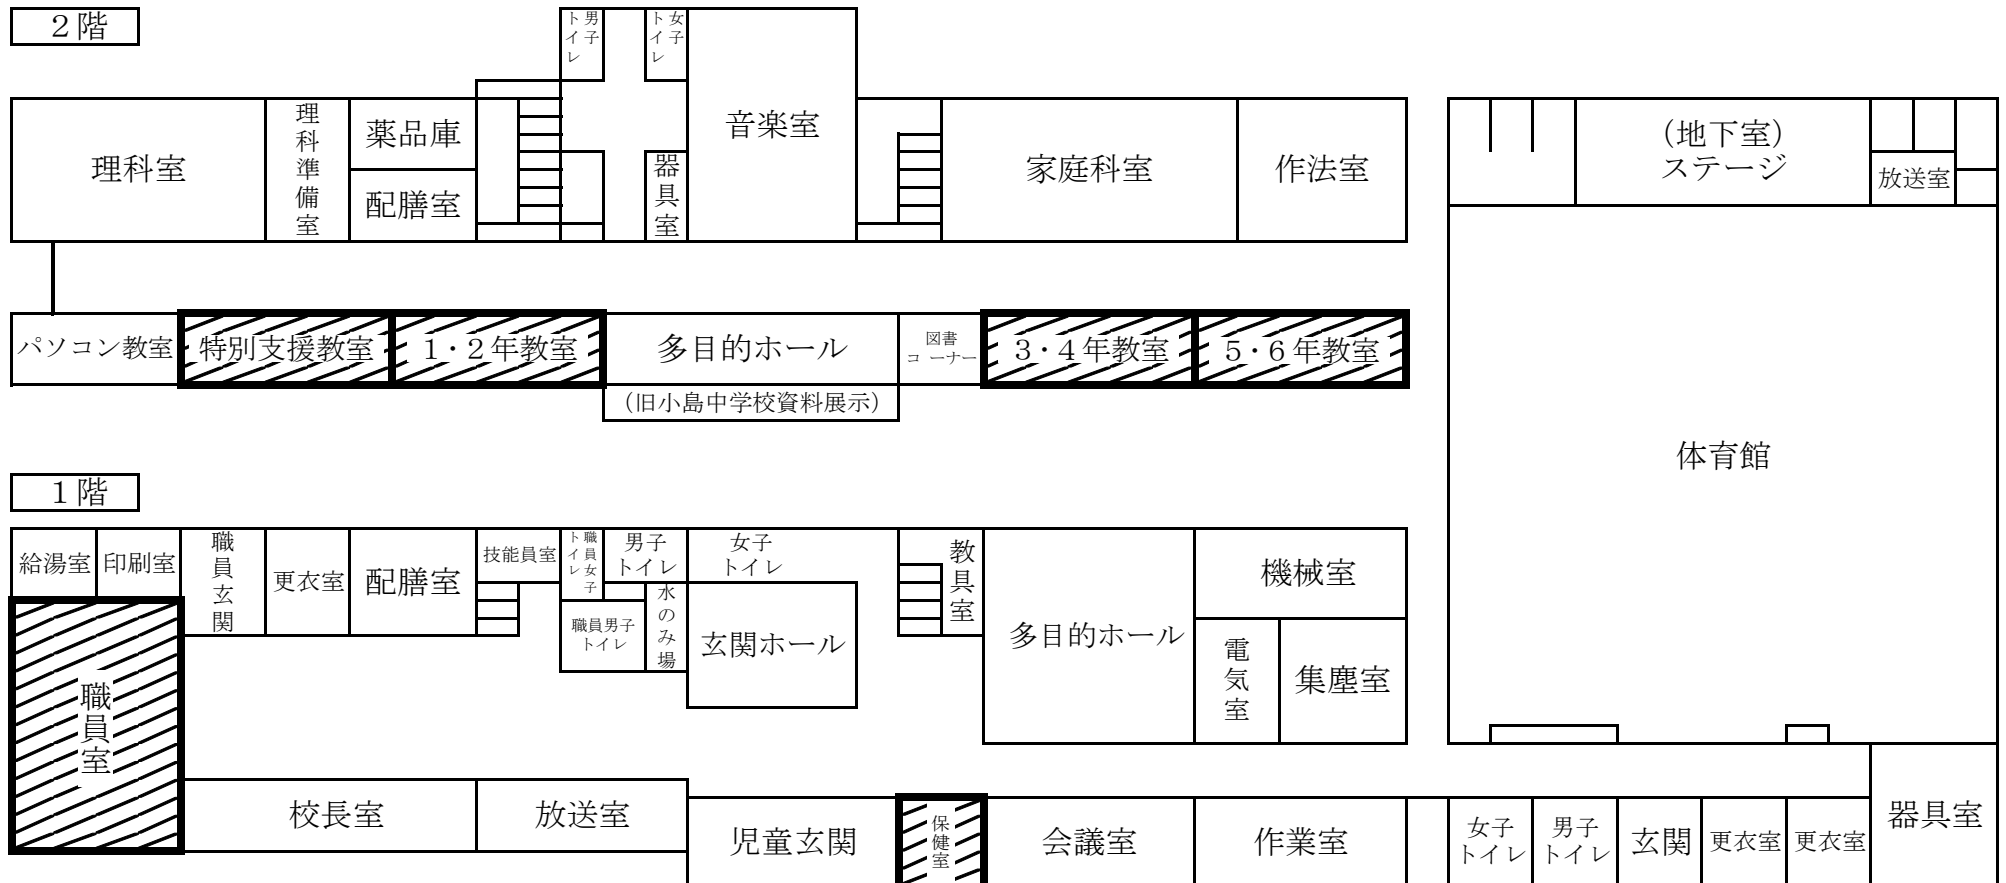 ２階
男子
トイレ
女子
トイレ
理科室
理科準備室
薬品庫
配膳室
器具室
音楽室
家庭科室
作法室
（地下室）
ステージ
放送室
パソコン教室
特別支援教室
１・２年教室
多目的ホール
図書
コーナー
３・４年教室
５・６年教室
（旧小島中学校資料展示）
体育館
１階
給湯室
印刷室
職員玄関
更衣室
配膳室
技能員室
職員女子
トイレ
男子
トイレ
女子
トイレ
職員男子
トイレ
水のみ場
玄関ホール
教具室
多目的ホール
機械室
電気室
集塵室
職員室
校長室
放送室
児童玄関
保健室
会議室
作業室
女子
トイレ
男子
トイレ
玄関
更衣室
更衣室
器具室